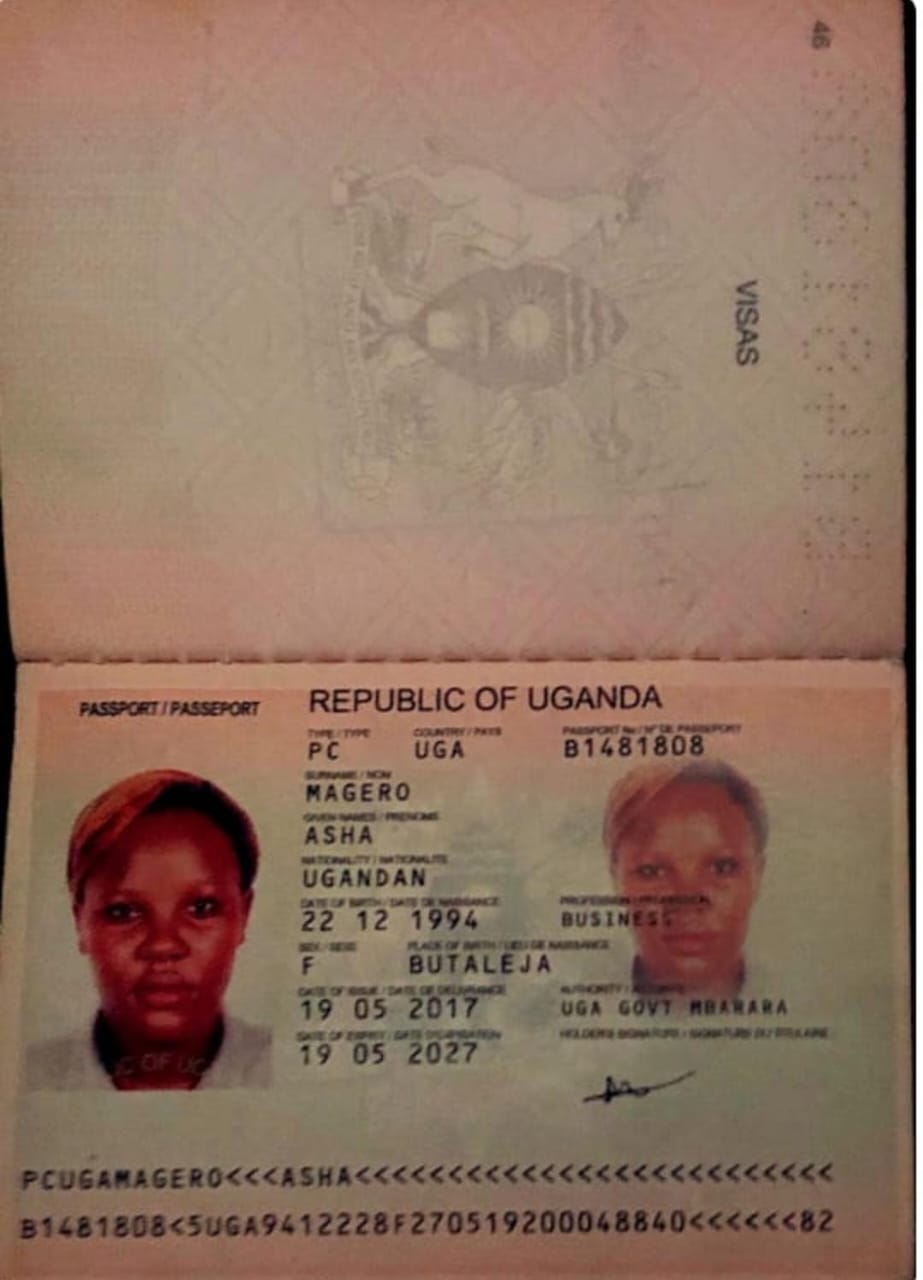 46
VISAS
PASSPORT / PASSEPORT
REPUBLIC OF UGANDA
TYPE / TYPE COUNTRY / PAYS PASSPORT No / N° DE PASSEPORT
PC UGA B1481808
SURNAME / NOM
MAGERO
GIVEN NAMES / PRENOMS
ASHA
NATIONALITY / NATIONALITE
UGANDAN
DATE OF BIRTH / DATE DE NAISSANCE PROFESSION / PROFESSION
22 12 1994 BUSINESS
SEX / SEXE PLACE OF BIRTH / LIEU DE NAISSANCE
F BUTALEJA
DATE OF ISSUE / DATE DE DELIVRANCE AUTHORITY /
19 05 2017 UGA GOVT MBARARA
DATE OF EXPIRY / DATE D'EXPIRATION HOLDER'S SIGNATURE / SIGNATURE DU TITULAIRE
19 05 2027
IC OF UG
PCUGAMAGERO<<<ASHA<<<<<<<<<<<<<<<<<<<<<<<<<<
B1481808<5UGA9412228F270519200048840<<<<<<82